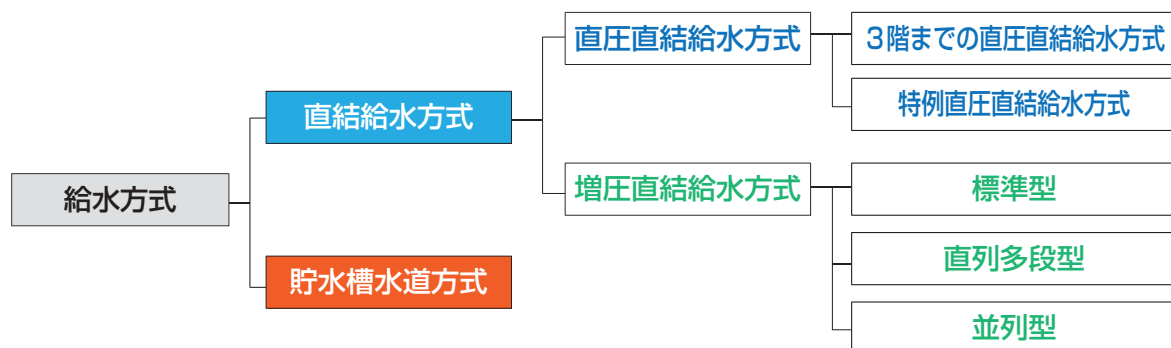 給水方式
直結給水方式
貯水槽水道方式
直圧直結給水方式
増圧直結給水方式
3階までの直圧直結給水方式
特例直圧直結給水方式
標準型
直列多段型
並列型